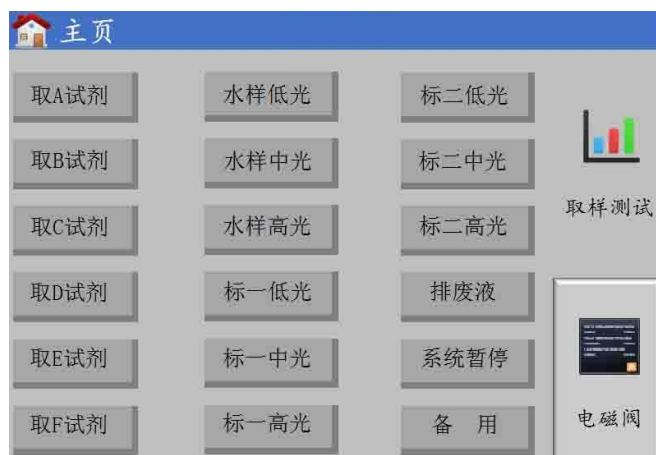 主页
取A试剂 水样低光 标二低光
取B试剂 水样中光 标二中光
取样测试
取C试剂 水样高光 标二高光
取D试剂 标一低光 排废液
取E试剂 标一中光 系统暂停
取F试剂 标一高光 备 用
电磁阀